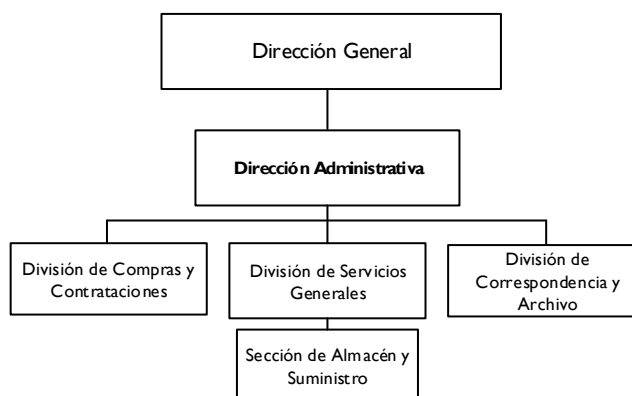 Dirección General
Dirección Administrativa
División de Compras y
Contrataciones
División de Servicios
Generales
División de
Correspondencia y
Archivo
Sección de Almacén y
Suministro